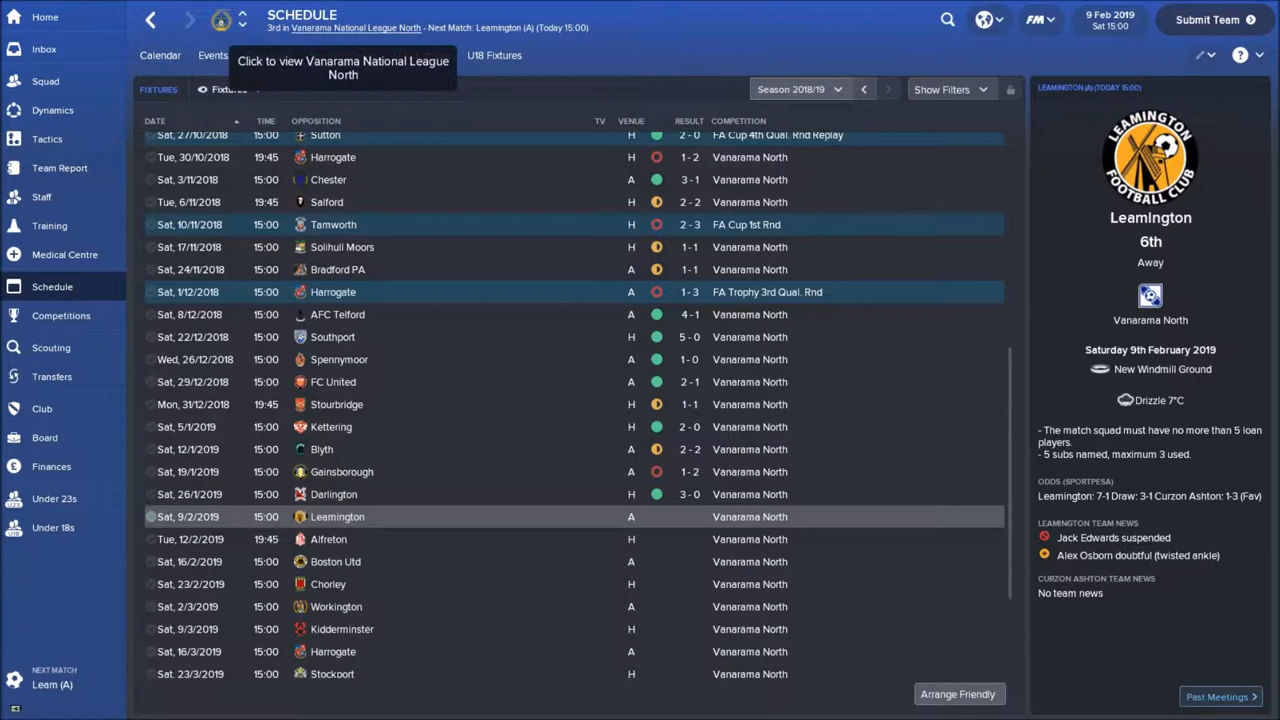 Home
Inbox
Squad
Dynamics
Tactics
Team Report
Staff
Training
Medical Centre
Schedule
Competitions
Scouting
Transfers
Club
Board
Finances
Under 23s
Under 18s
NEXT MATCH
Leam (A)
SCHEDULE
3rd in Vanarama National League North - Next Match: Leamington (A) (Today 15:00)
FM
9 Feb 2019
Sat 15:00
Submit Team
Calendar Events U18 Fixtures
Click to view Vanarama National League
North
FIXTURES Fixtures Season 2018/19 Show Filters
DATE TIME OPPOSITION TV VENUE RESULT COMPETITION
Sat, 27/10/2018 15:00 Sutton H 2 - 0 FA Cup 4th Qual. Rnd Replay
Tue, 30/10/2018 19:45 Harrogate H 1 - 2 Vanarama North
Sat, 3/11/2018 15:00 Chester A 3 - 1 Vanarama North
Tue, 6/11/2018 19:45 Salford H 2 - 2 Vanarama North
Sat, 10/11/2018 15:00 Tamworth H 2 - 3 FA Cup 1st Rnd
Sat, 17/11/2018 15:00 Solihull Moors H 1 - 1 Vanarama North
Sat, 24/11/2018 15:00 Bradford PA A 1 - 1 Vanarama North
Sat, 1/12/2018 15:00 Harrogate A 1 - 3 FA Trophy 3rd Qual. Rnd
Sat, 8/12/2018 15:00 AFC Telford A 4 - 1 Vanarama North
Sat, 22/12/2018 15:00 Southport H 5 - 0 Vanarama North
Wed, 26/12/2018 15:00 Spennymoor A 1 - 0 Vanarama North
Sat, 29/12/2018 15:00 FC United A 2 - 1 Vanarama North
Mon, 31/12/2018 19:45 Stourbridge H 1 - 1 Vanarama North
Sat, 5/1/2019 15:00 Kettering H 2 - 0 Vanarama North
Sat, 12/1/2019 15:00 Blyth A 2 - 2 Vanarama North
Sat, 19/1/2019 15:00 Gainsborough A 1 - 2 Vanarama North
Sat, 26/1/2019 15:00 Darlington H 3 - 0 Vanarama North
Sat, 9/2/2019 15:00 Leamington A Vanarama North
Tue, 12/2/2019 19:45 Alfreton H Vanarama North
Sat, 16/2/2019 15:00 Boston Utd A Vanarama North
Sat, 23/2/2019 15:00 Chorley H Vanarama North
Sat, 2/3/2019 15:00 Workington A Vanarama North
Sat, 9/3/2019 15:00 Kidderminster H Vanarama North
Sat, 16/3/2019 15:00 Harrogate A Vanarama North
Sat, 23/3/2019 15:00 Stockport H Vanarama North
Arrange Friendly
LEAMINGTON (A) (TODAY 15:00)
LEAMINGTON
FOOTBALL CLUB
Leamington
6th
Away
Vanarama North
Saturday 9th February 2019
New Windmill Ground
Drizzle 7°C
- The match squad must have no more than 5 loan
players.
- 5 subs named, maximum 3 used.
ODDS (SPORTPESA)
Leamington: 7-1 Draw: 3-1 Curzon Ashton: 1-3 (Fav)
LEAMINGTON TEAM NEWS
Jack Edwards suspended
Alex Osborn doubtful (twisted ankle)
CURZON ASHTON TEAM NEWS
No team news
Past Meetings